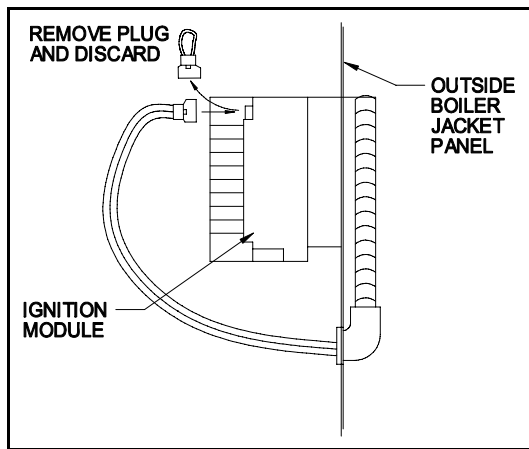 REMOVE PLUG
AND DISCARD
OUTSIDE
BOILER
JACKET
PANEL
IGNITION
MODULE